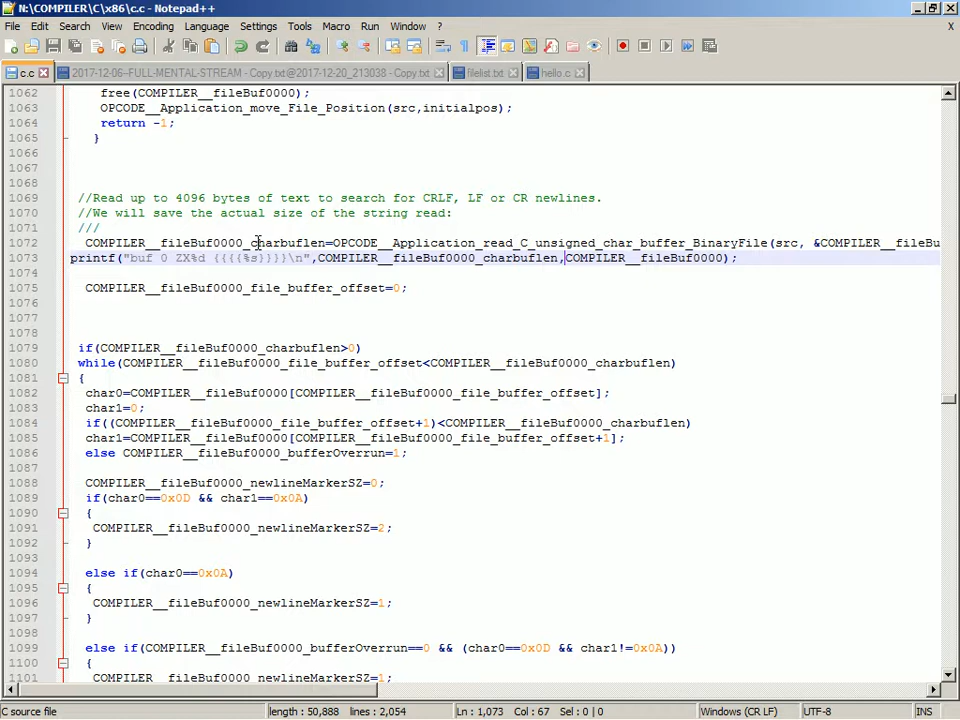 N:\COMPILER\C\x86\c.c - Notepad++
File Edit Search View Encoding Language Settings Tools Macro Run Window ? X
c.c 2017-12-06--FULL-MENTAL-STREAM - Copy.txt@2017-12-20_213038 - Copy.txt filelist.txt hello.c
1062 free(COMPILER__fileBuf0000);
1063 OPCODE__Application_move_File_Position(src,initialpos);
1064 return -1;
1065 }
1066
1067
1068
1069 //Read up to 4096 bytes of text to search for CRLF, LF or CR newlines.
1070 //We will save the actual size of the string read:
1071 ///
1072 COMPILER__fileBuf0000_charbuflen=OPCODE__Application_read_C_unsigned_char_buffer_BinaryFile(src, &COMPILER__fileBu
1073 printf("buf 0 ZX%d {{{{%s}}}}\n",COMPILER__fileBuf0000_charbuflen,COMPILER__fileBuf0000);
1074
1075 COMPILER__fileBuf0000_file_buffer_offset=0;
1076
1077
1078
1079 if(COMPILER__fileBuf0000_charbuflen>0)
1080 while(COMPILER__fileBuf0000_file_buffer_offset<COMPILER__fileBuf0000_charbuflen)
1081 {
1082 char0=COMPILER__fileBuf0000[COMPILER__fileBuf0000_file_buffer_offset];
1083 char1=0;
1084 if((COMPILER__fileBuf0000_file_buffer_offset+1)<COMPILER__fileBuf0000_charbuflen)
1085 char1=COMPILER__fileBuf0000[COMPILER__fileBuf0000_file_buffer_offset+1];
1086 else COMPILER__fileBuf0000_bufferOverrun=1;
1087
1088 COMPILER__fileBuf0000_newlineMarkerSZ=0;
1089 if(char0==0x0D && char1==0x0A)
1090 {
1091 COMPILER__fileBuf0000_newlineMarkerSZ=2;
1092 }
1093
1094 else if(char0==0x0A)
1095 {
1096 COMPILER__fileBuf0000_newlineMarkerSZ=1;
1097 }
1098
1099 else if(COMPILER__fileBuf0000_bufferOverrun==0 && (char0==0x0D && char1!=0x0A))
1100 {
1101 COMPILER__fileBuf0000_newlineMarkerSZ=1;
C source file length : 50,888 lines : 2,054 Ln : 1,073 Col : 67 Sel : 0 | 0 Windows (CR LF) UTF-8 INS